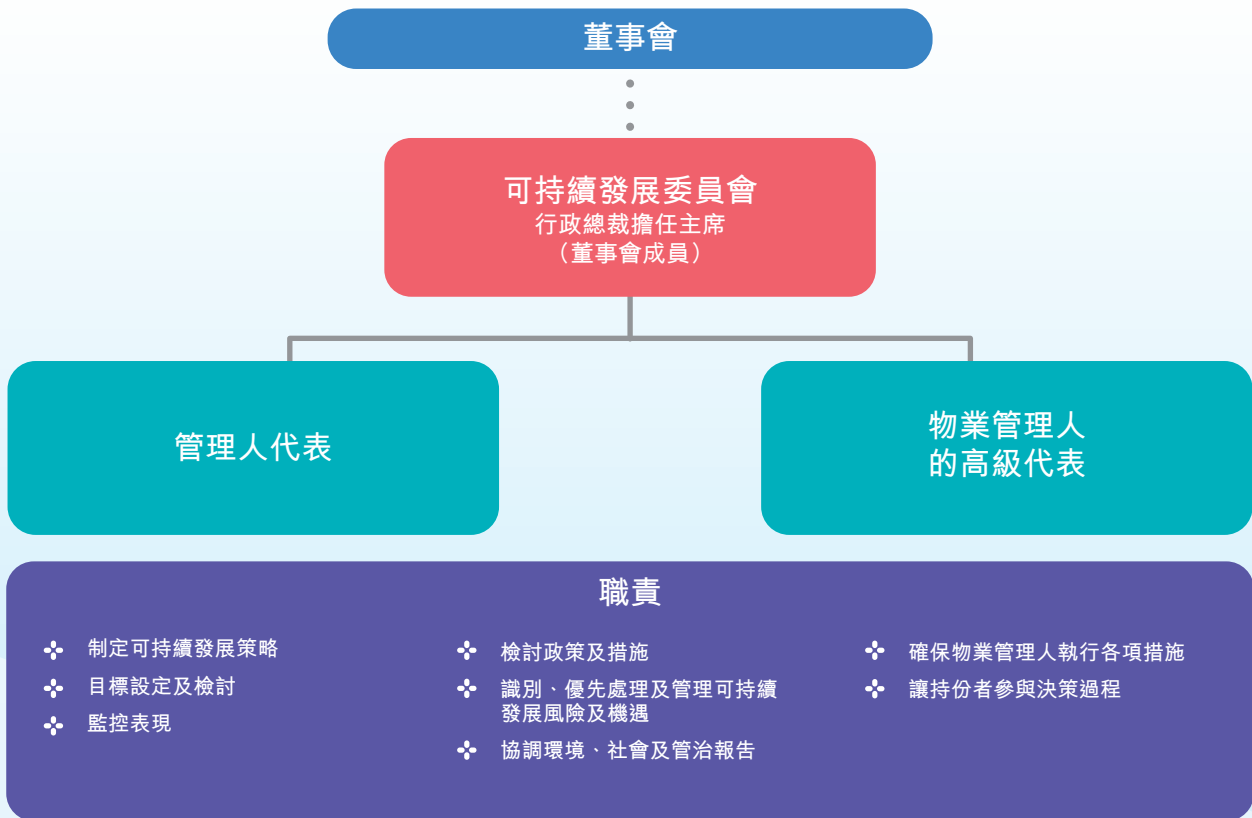 董事會
可持續發展委員會
行政總裁擔任主席
（董事會成員）
管理人代表
物業管理人
的高級代表
職責
制定可持續發展策略
目標設定及檢討
監控表現
檢討政策及措施
識別、優先處理及管理可持續
發展風險及機遇
協調環境、社會及管治報告
確保物業管理人執行各項措施
讓持份者參與決策過程